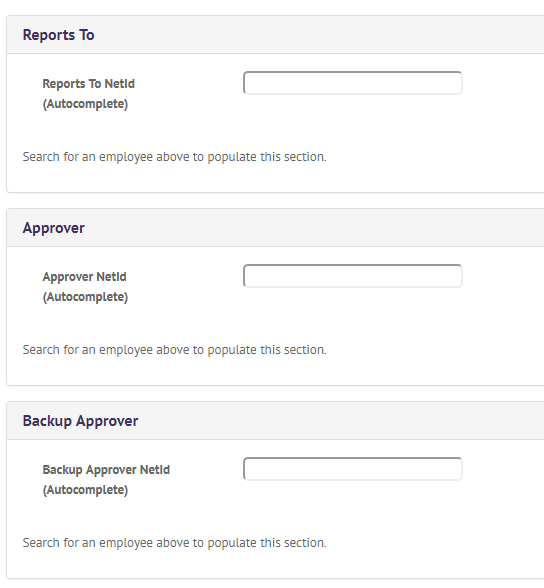 Reports To
Reports To NetId
(Autocomplete)
Search for an employee above to populate this section.
Approver
Approver NetId
(Autocomplete)
Search for an employee above to populate this section.
Backup Approver
Backup Approver NetId
(Autocomplete)
Search for an employee above to populate this section.